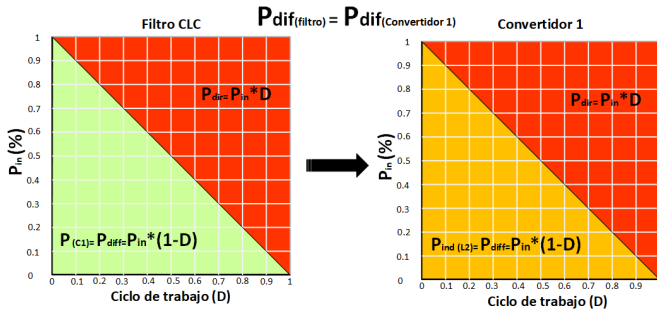 Filtro CLC
Pdif(filtro) = Pdif(Convertidor 1)
Convertidor 1
Pin (%)
1
0.9
0.8
0.7
0.6
0.5
0.4
0.3
0.2
0.1
0
Pdir=Pin*D
P(C1)= Pdiff=Pin*(1-D)
0 0.1 0.2 0.3 0.4 0.5 0.6 0.7 0.8 0.9 1
Ciclo de trabajo (D)
Pin (%)
1
0.9
0.8
0.7
0.6
0.5
0.4
0.3
0.2
0.1
0
Pdir=Pin*D
Pind (L2)= Pdiff=Pin*(1-D)
0 0.1 0.2 0.3 0.4 0.5 0.6 0.7 0.8 0.9
Ciclo de trabajo (D)